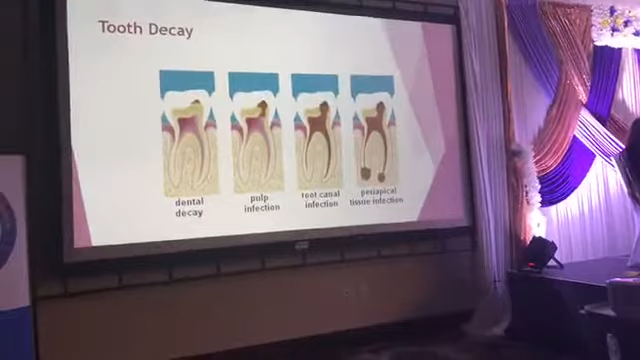 Tooth Decay
dental
decay
pulp
infection
root canal
infection
periapical
tissue infection